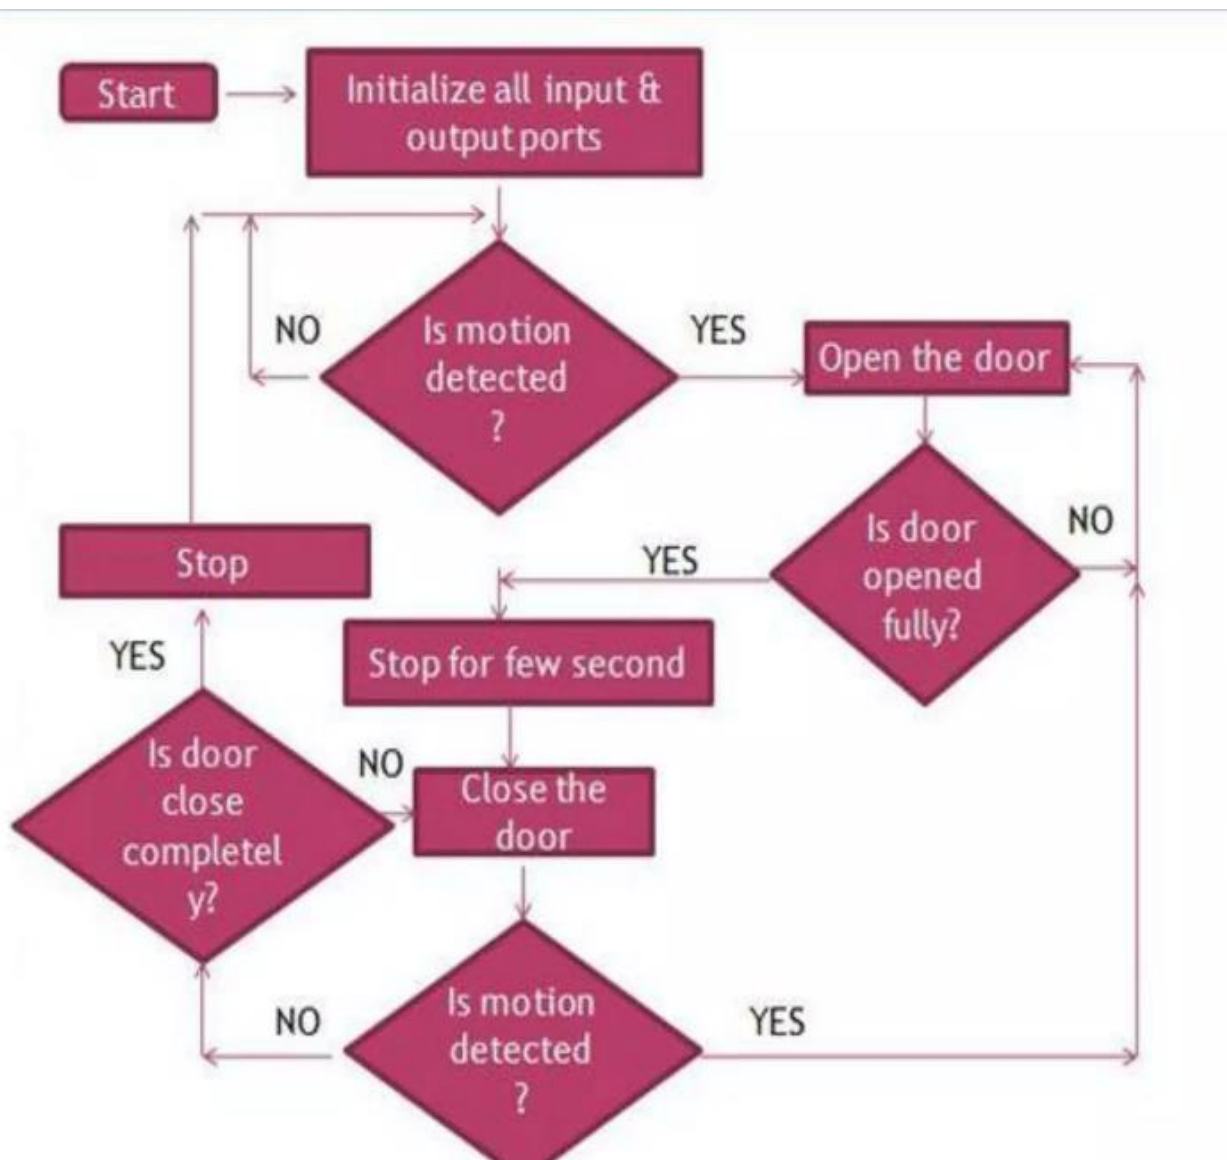 Start
Initialize all input &
output ports
NO
Is motion
detected
?
YES
Open the door
Is door
opened
fully?
NO
YES
Stop
Stop for few second
YES
Is door
close
completel
y?
NO
Close the
door
Is motion
detected
?
NO
YES